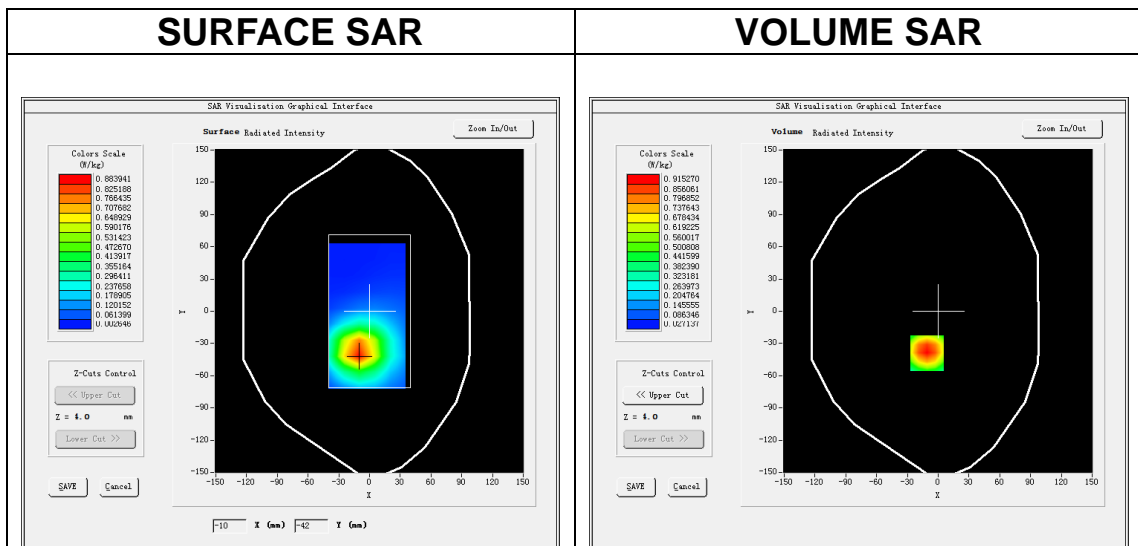 SURFACE SAR
VOLUME SAR
SAR Visualisation Graphical Interface
Surface Radiated Intensity
Zoom In/Out
Colors Scale
(W/kg)
0.883941
0.825188
0.766435
0.707682
0.648929
0.590176
0.531423
0.472670
0.413917
0.355164
0.296411
0.237658
0.178905
0.120152
0.061399
0.002646
Z-Cuts Control
<< Upper Cut
Z = 4.0 mm
Lower Cut >>
SAVE Cancel
150
120
90
60
30
0
-30
-60
-90
-120
-150
Y
-150 -120 -90 -60 -30 0 30 60 90 120 150
X
-10 X (mm) -42 Y (mm)
SAR Visualisation Graphical Interface
Volume Radiated Intensity
Zoom In/Out
Colors Scale
(W/kg)
0.915270
0.856061
0.796852
0.737643
0.678434
0.619225
0.560017
0.500808
0.441599
0.382390
0.323181
0.263973
0.204764
0.145555
0.086346
0.027137
Z-Cuts Control
<< Upper Cut
Z = 4.0 mm
Lower Cut >>
SAVE Cancel
150
120
90
60
30
0
-30
-60
-90
-120
-150
Y
-150 -120 -90 -60 -30 0 30 60 90 120 150
X